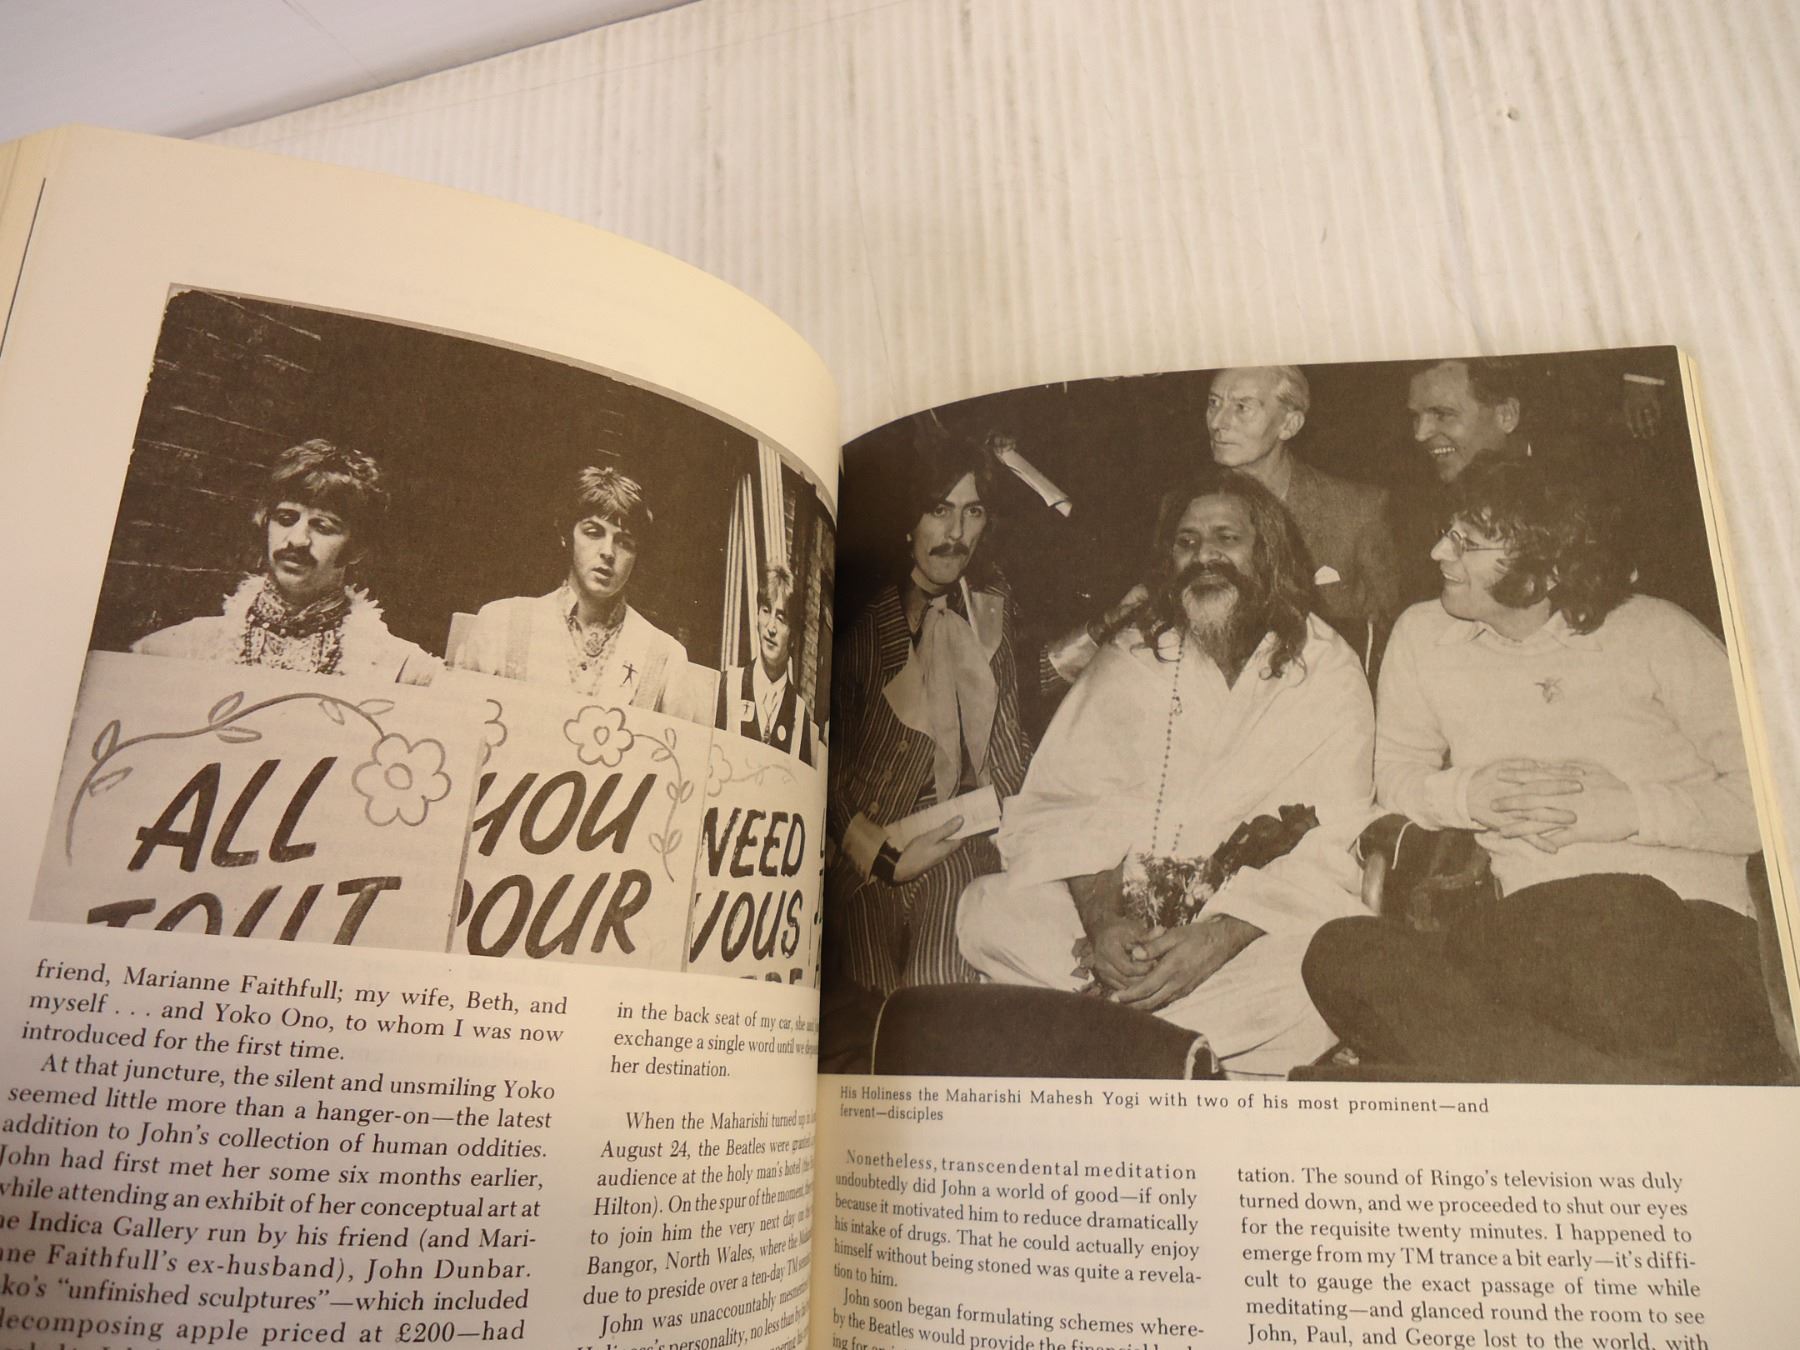 ALL
TOUT
YOU
POUR
NEED
VOUS
friend, Marianne Faithfull; my wife, Beth, and
myself . . . and Yoko Ono, to whom I was now
introduced for the first time.
At that juncture, the silent and unsmiling Yoko
seemed little more than a hanger-on—the latest
addition to John's collection of human oddities.
John had first met her some six months earlier,
while attending an exhibit of her conceptual art at
the Indica Gallery run by his friend (and Mari-
anne Faithfull's ex-husband), John Dunbar.
"unfinished sculptures"—which included
decomposing apple priced at £200—had
in the back seat of my car, she
exchange a single word until we
her destination.
When the Maharishi turned up
August 24, the Beatles were granted
audience at the holy man's hotel (the
Hilton). On the spur of the moment,
to join him the very next day
Bangor, North Wales, where the
due to preside over a ten-day TM
John was unaccountably
personality, no less than by
His Holiness the Maharishi Mahesh Yogi with two of his most prominent—and
fervent—disciples
Nonetheless, transcendental meditation
undoubtedly did John a world of good—if only
because it motivated him to reduce dramatically
his intake of drugs. That he could actually enjoy
himself without being stoned was quite a revela-
tion to him.
John soon began formulating schemes where-
by the Beatles would provide the financial
tation. The sound of Ringo's television was duly
turned down, and we proceeded to shut our eyes
for the requisite twenty minutes. I happened to
emerge from my TM trance a bit early—it's diffi-
cult to gauge the exact passage of time while
meditating—and glanced round the room to see
John, Paul, and George lost to the world, with